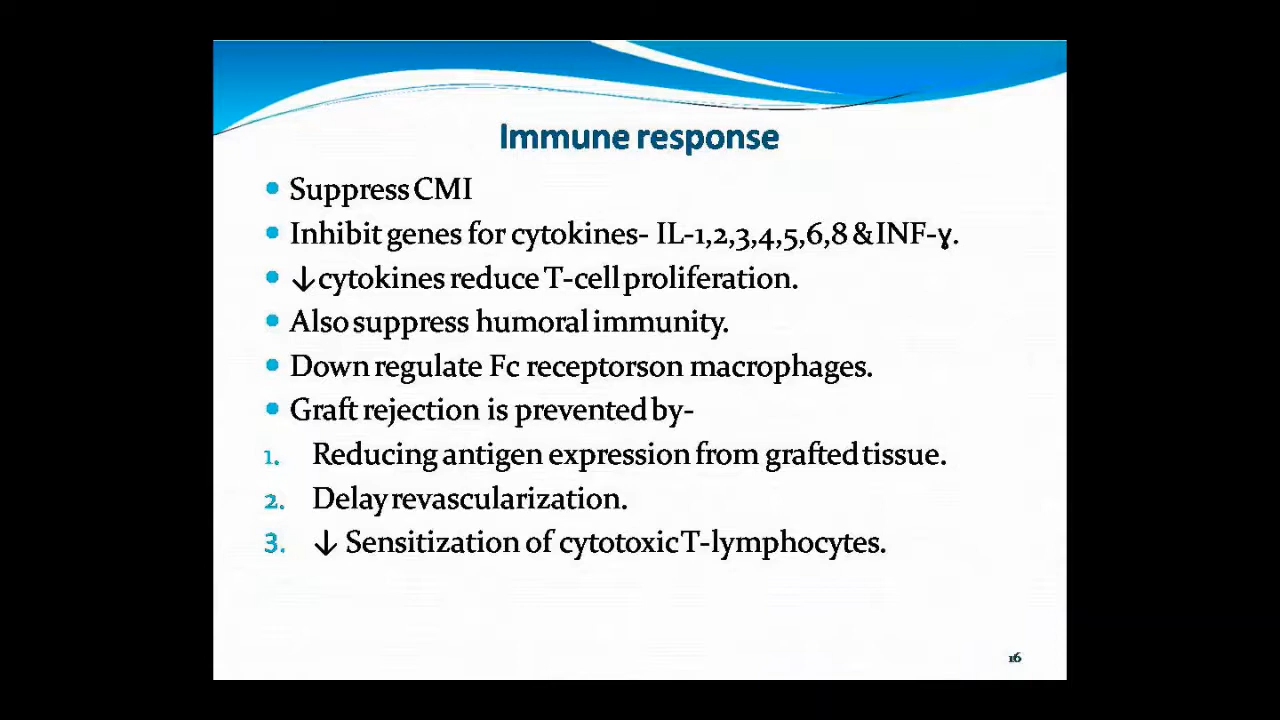 Immune response
• Suppress CMI
• Inhibit genes for cytokines- IL-1,2,3,4,5,6,8 & INF-ɣ.
• ↓cytokines reduce T-cell proliferation.
• Also suppress humoral immunity.
• Down regulate Fc receptorson macrophages.
• Graft rejection is prevented by-
1. Reducing antigen expression from grafted tissue.
2. Delay revascularization.
3. ↓ Sensitization of cytotoxic T-lymphocytes.
16